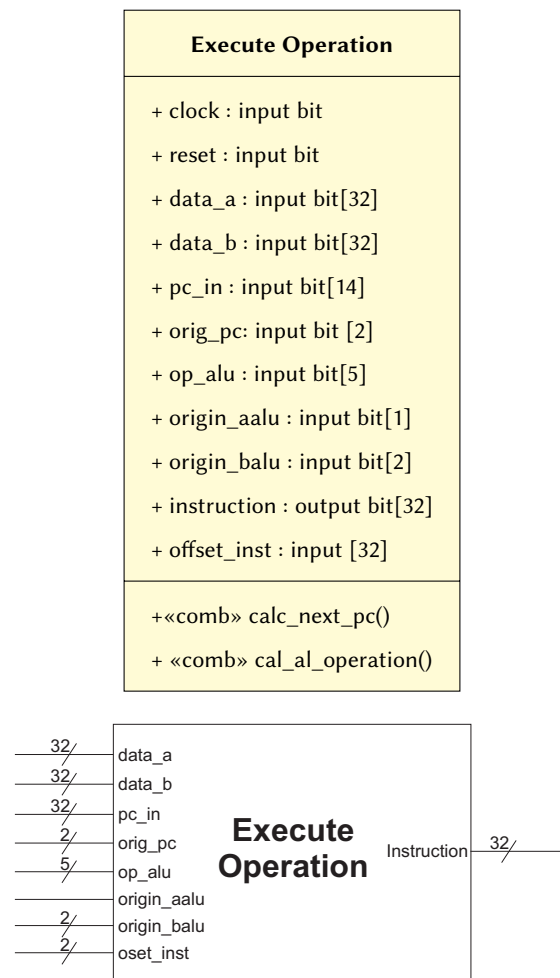 Execute Operation
+ clock : input bit
+ reset : input bit
+ data_a : input bit[32]
+ data_b : input bit[32]
+ pc_in : input bit[14]
+ orig_pc: input bit [2]
+ op_alu : input bit[5]
+ origin_aalu : input bit[1]
+ origin_balu : input bit[2]
+ instruction : output bit[32]
+ offset_inst : input [32]
+«comb» calc_next_pc()
+ «comb» cal_al_operation()
32 data_a
32 data_b
32 pc_in
2 orig_pc
5 op_alu
origin_aalu
2 origin_balu
2 oset_inst
Execute
Operation
Instruction 32